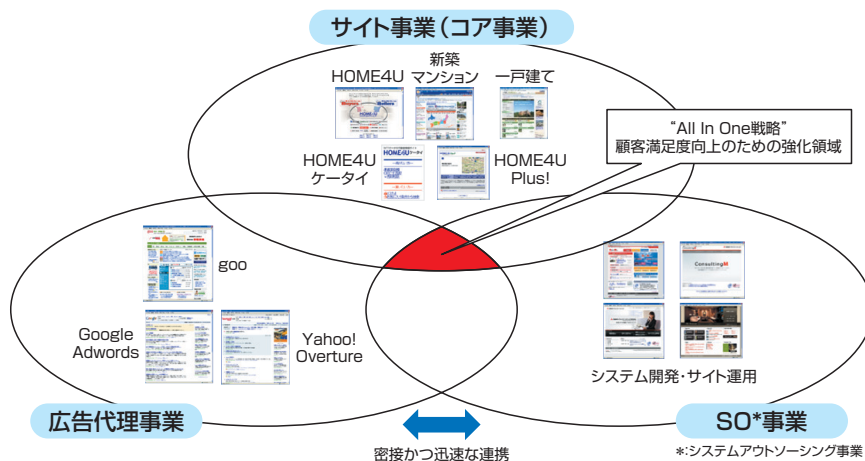 サイト事業(コア事業)
HOME4U
新築
マンション
一戸建て
HOME4U
ケータイ
HOME4U
Plus!
“All In One戦略”
顧客満足度向上のための強化領域
goo
Google
Adwords
Yahoo!
Overture
ConsultingM
システム開発・サイト運用
広告代理事業
密接かつ迅速な連携
SO*事業
*:システムアウトソーシング事業